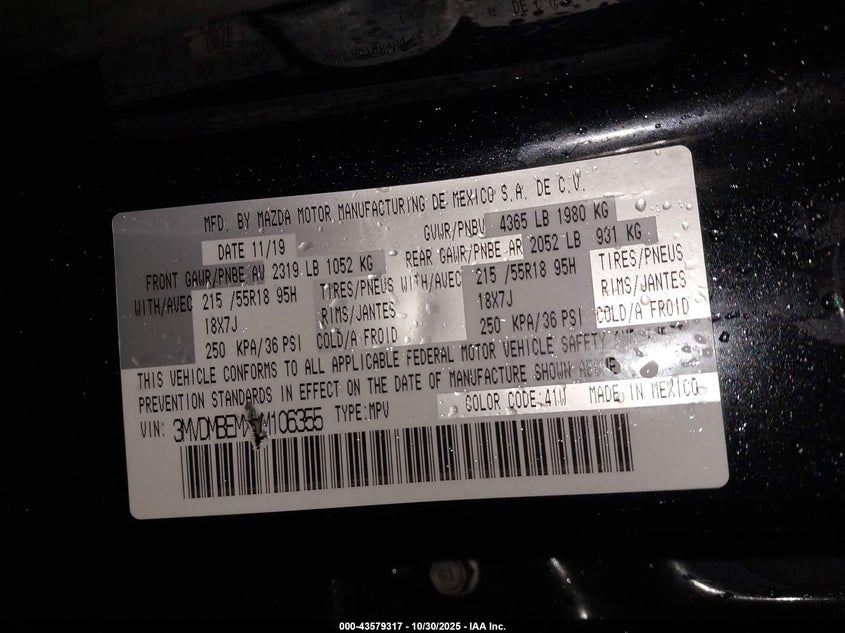 MFD. BY MAZDA MOTOR MANUFACTURING DE MEXICO S.A. DE C.V.
DATE 11/19
GVWR/PNBV 4365 LB 1980 KG
FRONT GAWR/PNBE AV 2319 LB 1052 KG
REAR GAWR/PNBE AR 2052 LB 931 KG
WITH/AVEC 215 /55R18 95H TIRES/PNEUS
18X7J RIMS/JANTES
250 KPA/36 PSI COLD/A FROID
WITH/AVEC 215 /55R18 95H TIRES/PNEUS
18X7J RIMS/JANTES
250 KPA/36 PSI COLD/A FROID
THIS VEHICLE CONFORMS TO ALL APPLICABLE FEDERAL MOTOR VEHICLE SAFETY
PREVENTION STANDARDS IN EFFECT ON THE DATE OF MANUFACTURE SHOWN
VIN: TYPE:MPV
COLOR CODE:41W MADE IN MEXICO
000-43579317 - 10/30/2025 - IAA Inc.